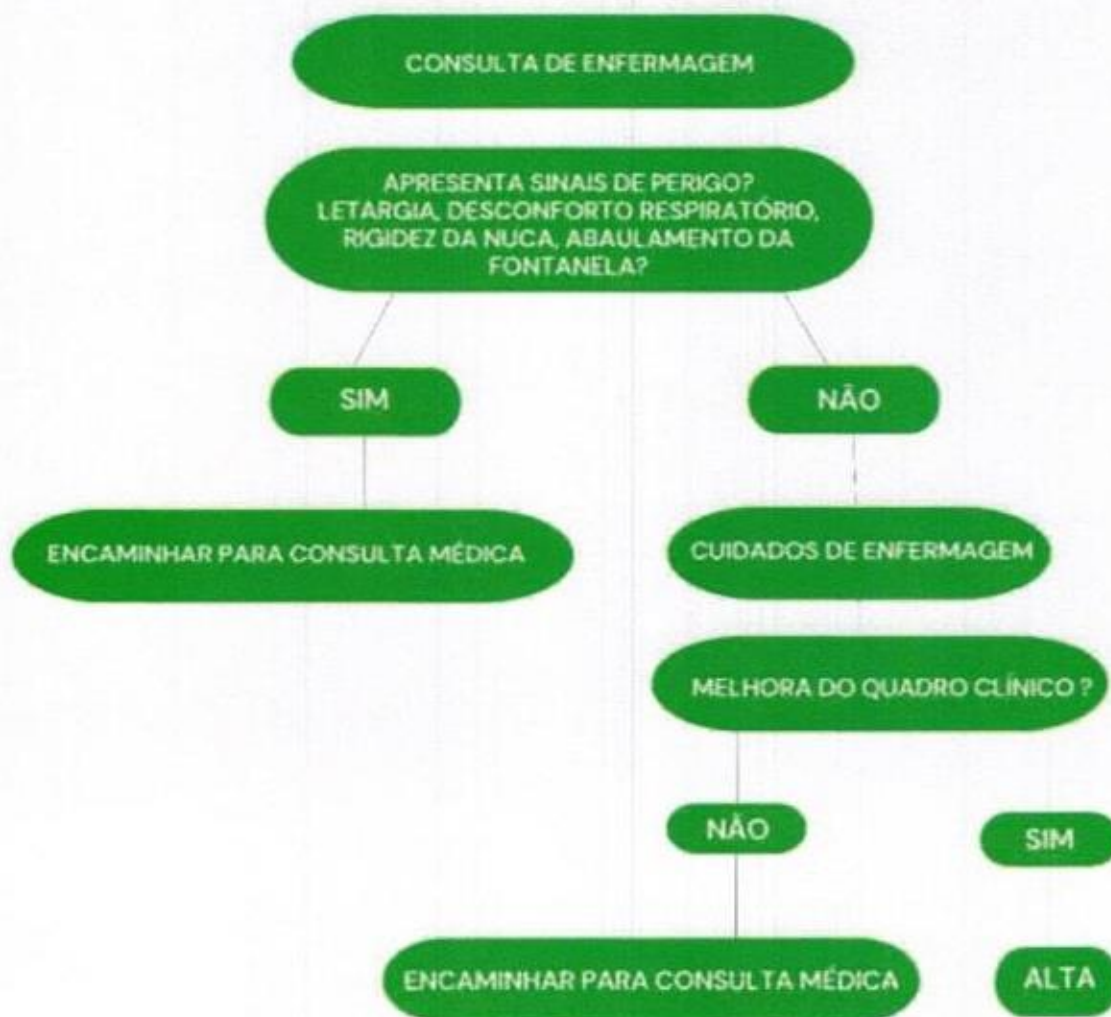 CONSULTA DE ENFERMAGEM
APRESENTA SINAIS DE PERIGO?
LETARGIA, DESCONFORTO RESPIRATÓRIO,
RIGIDEZ DA NUCA, ABAULAMENTO DA
FONTANELA?
SIM
NÃO
ENCAMINHAR PARA CONSULTA MÉDICA
CUIDADOS DE ENFERMAGEM
MELHORA DO QUADRO CLÍNICO ?
NÃO
SIM
ENCAMINHAR PARA CONSULTA MÉDICA
ALTA